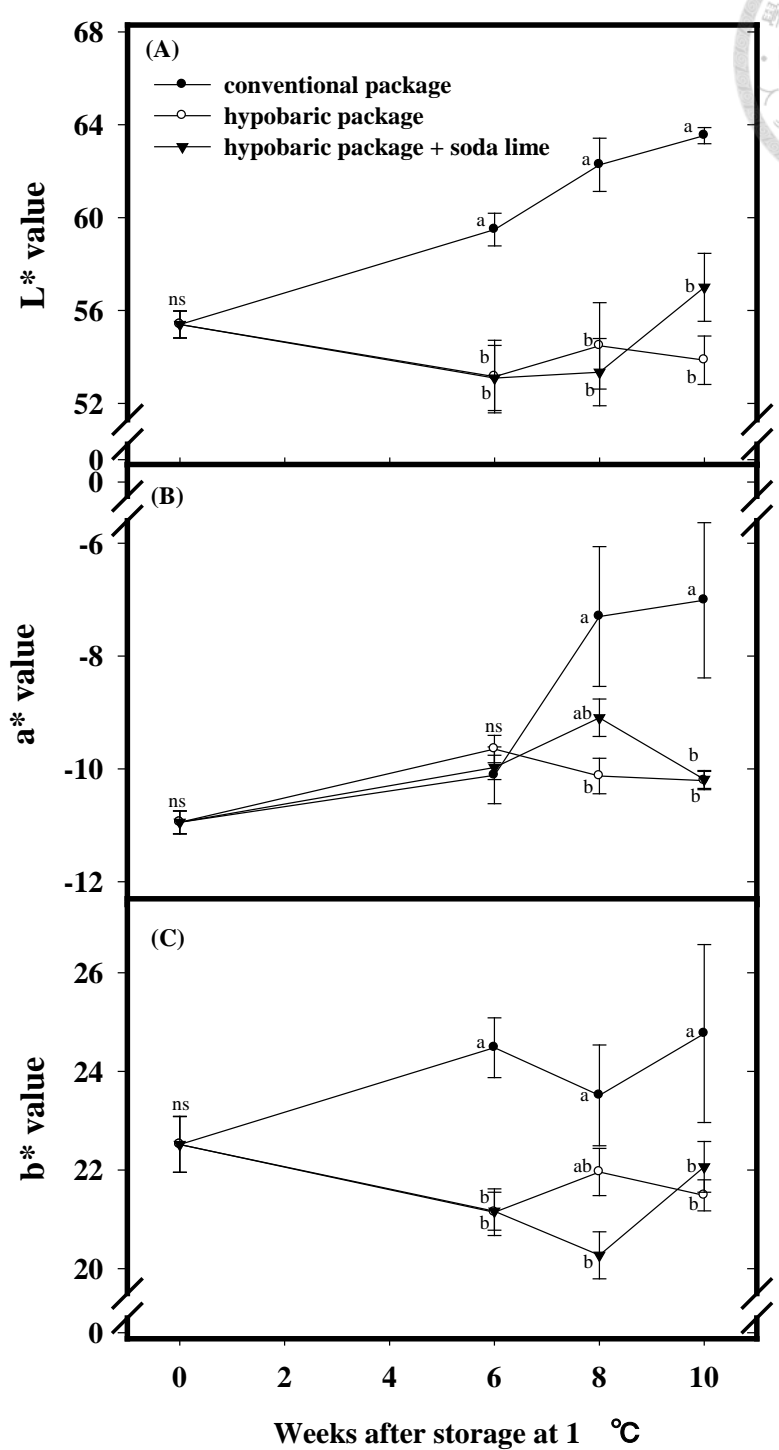 68
(A)
conventional package
hypobaric package
hypobaric package + soda lime
64
60
56
52
0
L* value
ns
a
a
a
b
b
b
b
b
b
0
(B)
-6
-8
-10
-12
a* value
ns
ns
a
a
ab
b
b
b
(C)
26
24
22
20
0
b* value
ns
a
a
a
b
b
ab
b
b
b
0 2 4 6 8 10
Weeks after storage at 1 ℃